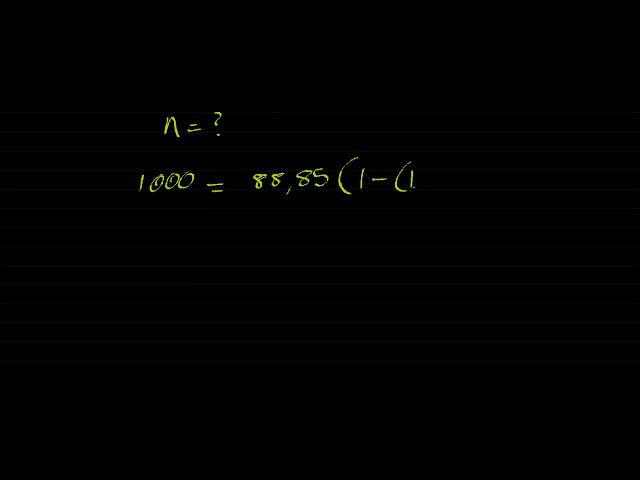 n = ?
1000 = 88,85 (1 - (1